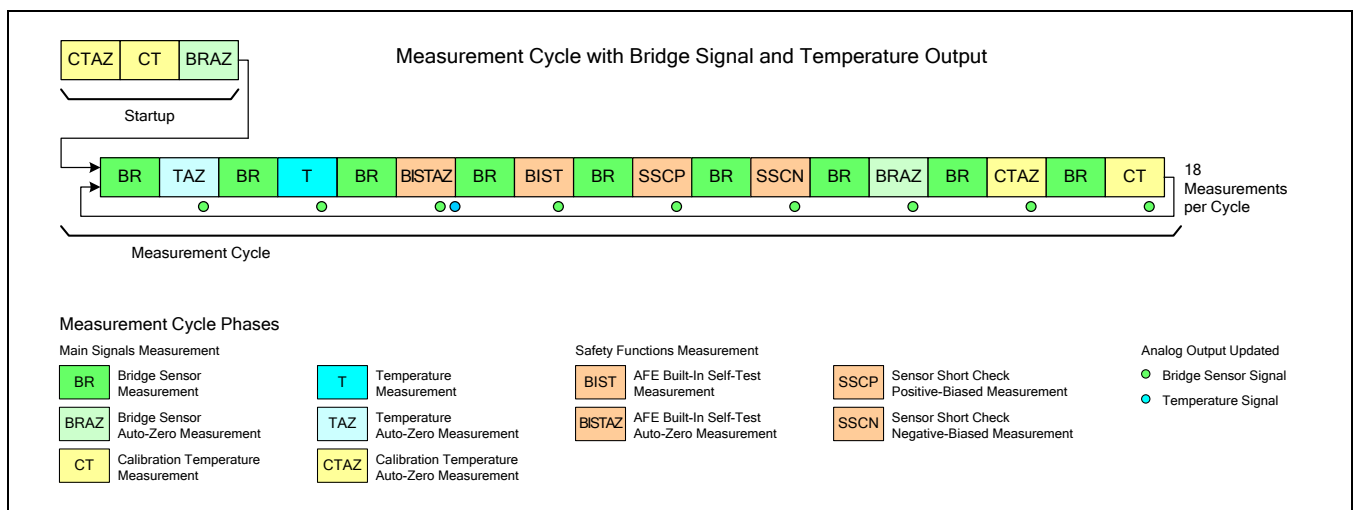 Measurement Cycle with Bridge Signal and Temperature Output
CTAZ CT BRAZ
Startup
BR TAZ BR T BR BISTAZ BR BIST BR SSCP BR SSCN BR BRAZ BR CTAZ BR CT
18
Measurements
per Cycle
Measurement Cycle
Measurement Cycle Phases
Main Signals Measurement
BR
Bridge Sensor
Measurement
BRAZ
Bridge Sensor
Auto-Zero Measurement
CT
Calibration Temperature
Measurement
T
Temperature
Measurement
TAZ
Temperature
Auto-Zero Measurement
CTAZ
Calibration Temperature
Auto-Zero Measurement
Safety Functions Measurement
BIST
AFE Built-In Self-Test
Measurement
BISTAZ
AFE Built-In Self-Test
Auto-Zero Measurement
SSCP
Sensor Short Check
Positive-Biased Measurement
SSCN
Sensor Short Check
Negative-Biased Measurement
Analog Output Updated
Bridge Sensor Signal
Temperature Signal